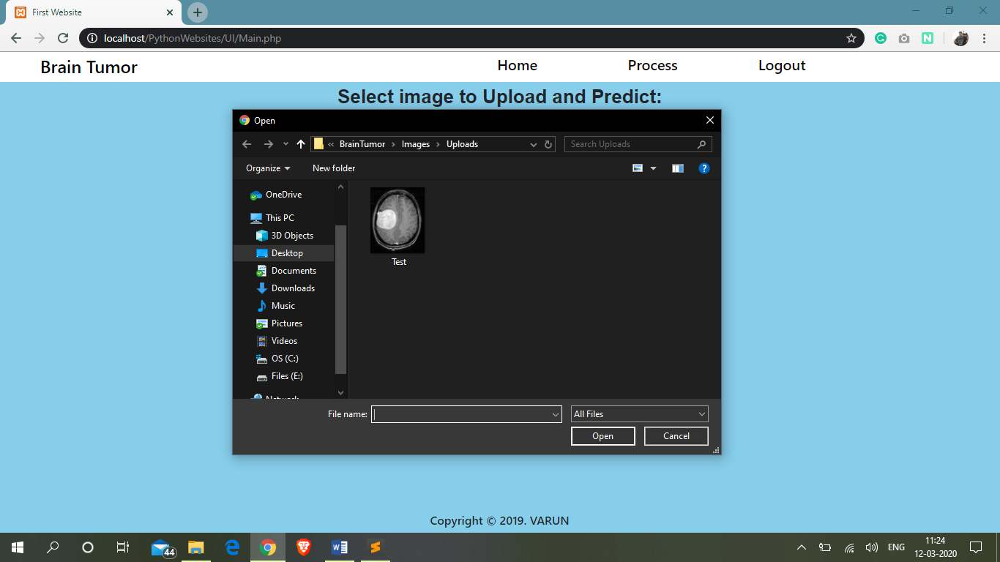 First Website
localhost/PythonWebsites/UI/Main.php
Brain Tumor Home Process Logout
Select image to Upload and Predict:
Open
« BrainTumor › Images › Uploads Search Uploads
Organize New folder
OneDrive
This PC
3D Objects
Desktop
Documents
Downloads
Music
Pictures
Videos
OS (C:)
Files (E:)
Network
Test
File name: All Files
Open Cancel
Copyright © 2019. VARUN
44
ENG
11:24
12-03-2020